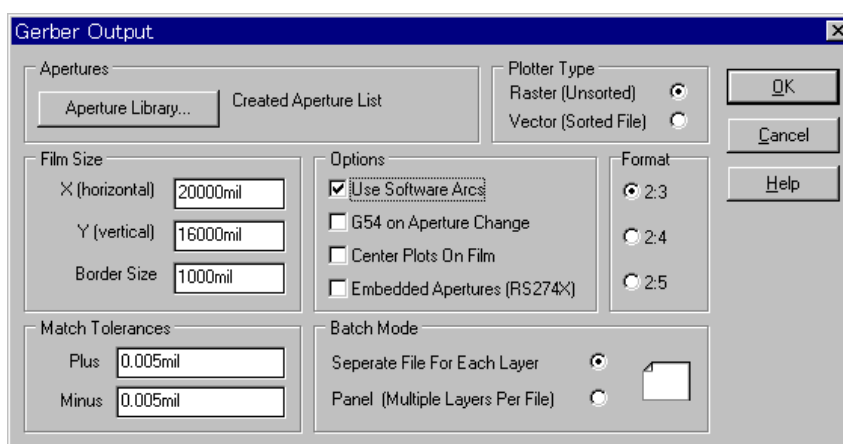 Gerber Output
Apertures
Aperture Library...
Created Aperture List
Plotter Type
Raster (Unsorted)
Vector (Sorted File)
OK
Cancel
Help
Film Size
X (horizontal) 20000mil
Y (vertical) 16000mil
Border Size 1000mil
Options
Use Software Arcs
G54 on Aperture Change
Center Plots On Film
Embedded Apertures (RS274X)
Format
2:3
2:4
2:5
Match Tolerances
Plus 0.005mil
Minus 0.005mil
Batch Mode
Seperate File For Each Layer
Panel (Multiple Layers Per File)